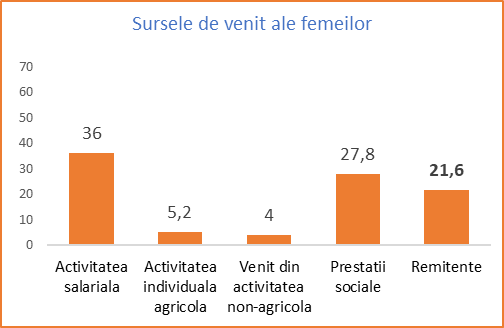 Sursele de venit ale femeilor
70
60
50
40
30
20
10
0
36
5,2
4
27,8
21,6
Activitatea
salariala
Activitatea
individuala
agricola
Venit din
activitatea
non-agricola
Prestatii
sociale
Remitente